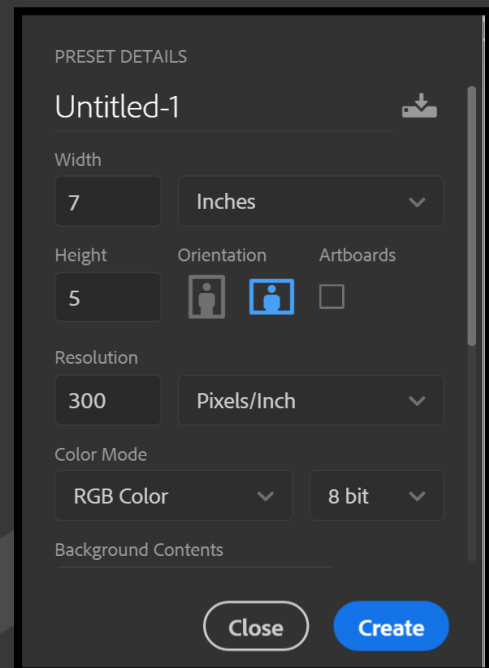 PRESET DETAILS
Untitled-1
Width
7 Inches
Height Orientation Artboards
5
Resolution
300 Pixels/Inch
Color Mode
RGB Color 8 bit
Background Contents
Close Create